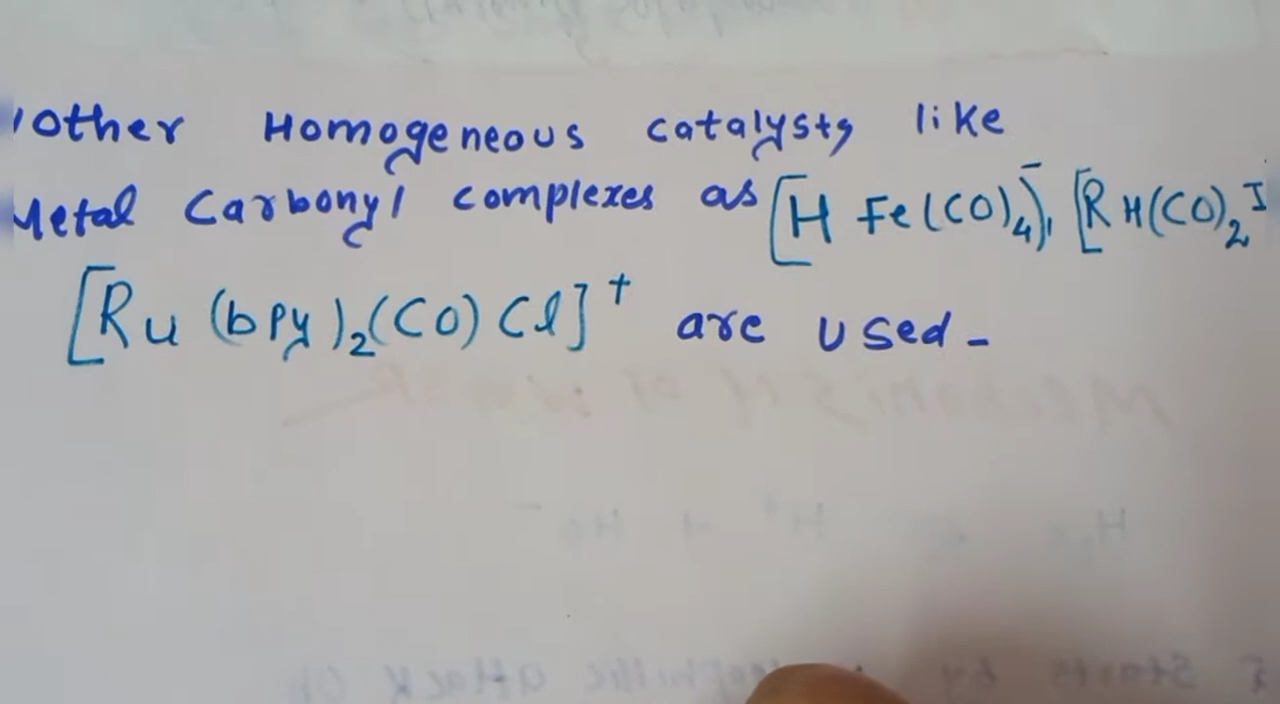 other Homogeneous catalysts like
Metal Carbonyl complexes as [H Fe(CO)4]-, [RH(CO)2I
[Ru (bpy)2(CO) Cl]+ are used -